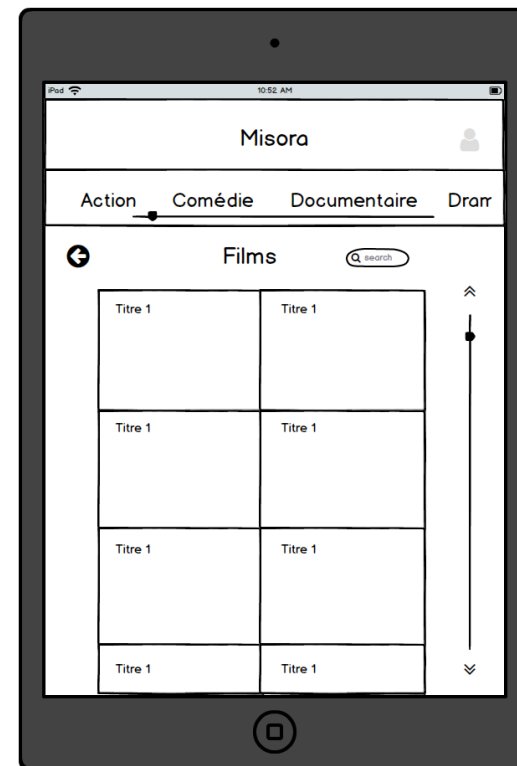 iPad 10:52 AM
Misora
Action Comédie Documentaire Dram
Films search
Titre 1 Titre 1
Titre 1 Titre 1
Titre 1 Titre 1
Titre 1 Titre 1